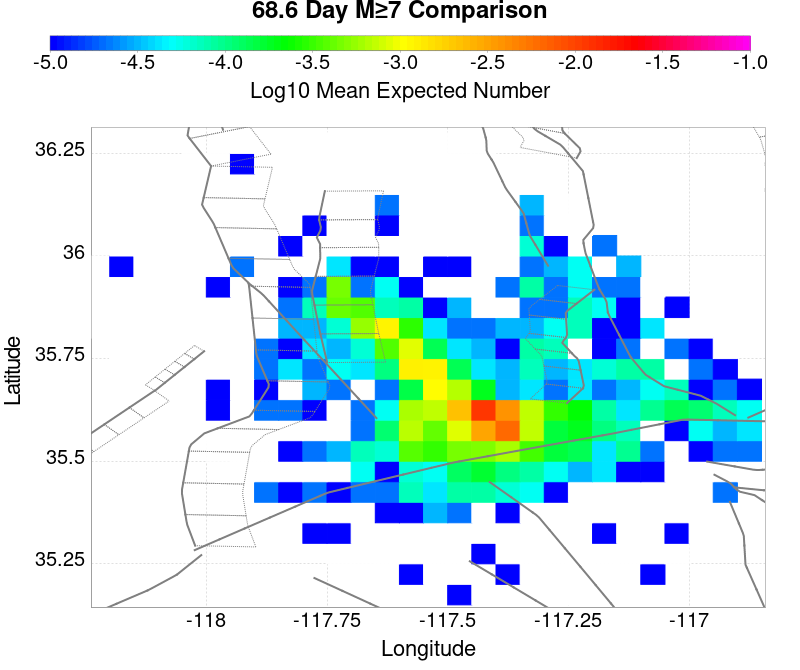 68.6 Day M≥7 Comparison
-5.0 -4.5 -4.0 -3.5 -3.0 -2.5 -2.0 -1.5 -1.0
Log10 Mean Expected Number
36.25
36
35.75
35.5
35.25
Latitude
-118 -117.75 -117.5 -117.25 -117
Longitude